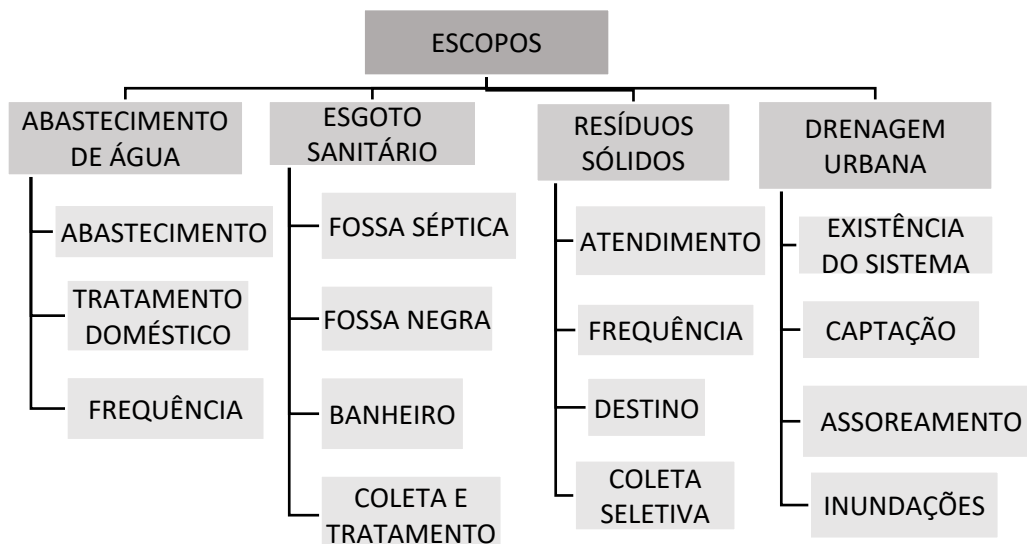 ESCOPOS
ABASTECIMENTO
DE ÁGUA
ABASTECIMENTO
TRATAMENTO
DOMÉSTICO
FREQUÊNCIA
ESGOTO
SANITÁRIO
FOSSA SÉPTICA
FOSSA NEGRA
BANHEIRO
COLETA E
TRATAMENTO
RESÍDUOS
SÓLIDOS
ATENDIMENTO
FREQUÊNCIA
DESTINO
COLETA
SELETIVA
DRENAGEM
URBANA
EXISTÊNCIA
DO SISTEMA
CAPTAÇÃO
ASSOREAMENTO
INUNDAÇÕES